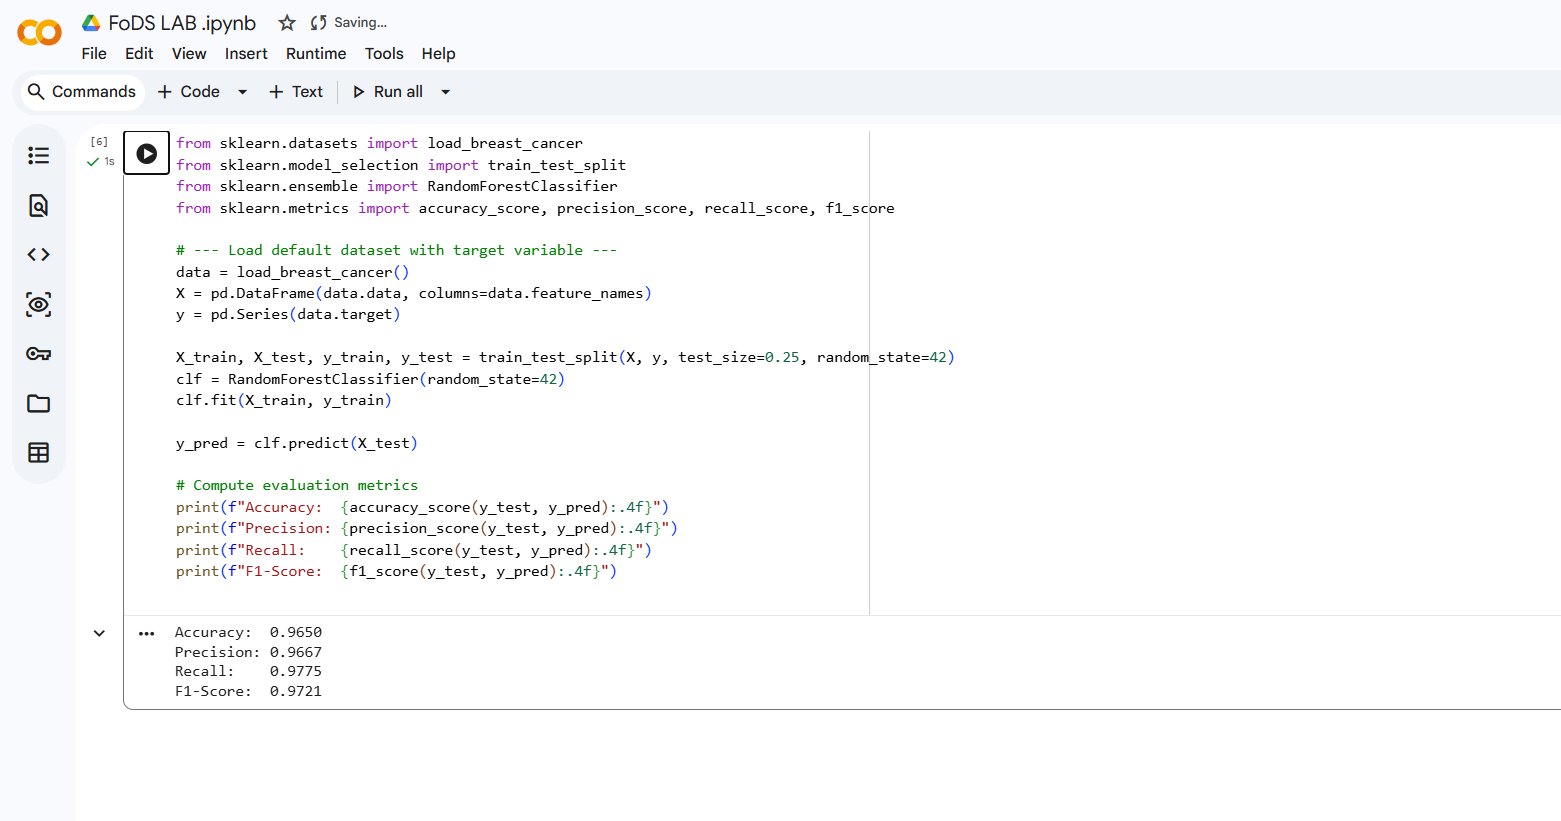 FoDS LAB .ipynb Saving...
File Edit View Insert Runtime Tools Help
Commands + Code + Text Run all
[6]
1s
from sklearn.datasets import load_breast_cancer
from sklearn.model_selection import train_test_split
from sklearn.ensemble import RandomForestClassifier
from sklearn.metrics import accuracy_score, precision_score, recall_score, f1_score

# --- Load default dataset with target variable ---
data = load_breast_cancer()
X = pd.DataFrame(data.data, columns=data.feature_names)
y = pd.Series(data.target)

X_train, X_test, y_train, y_test = train_test_split(X, y, test_size=0.25, random_state=42)
clf = RandomForestClassifier(random_state=42)
clf.fit(X_train, y_train)

y_pred = clf.predict(X_test)

# Compute evaluation metrics
print(f"Accuracy:  {accuracy_score(y_test, y_pred):.4f}")
print(f"Precision: {precision_score(y_test, y_pred):.4f}")
print(f"Recall:    {recall_score(y_test, y_pred):.4f}")
print(f"F1-Score:  {f1_score(y_test, y_pred):.4f}")

Accuracy:  0.9650
Precision: 0.9667
Recall:    0.9775
F1-Score:  0.9721